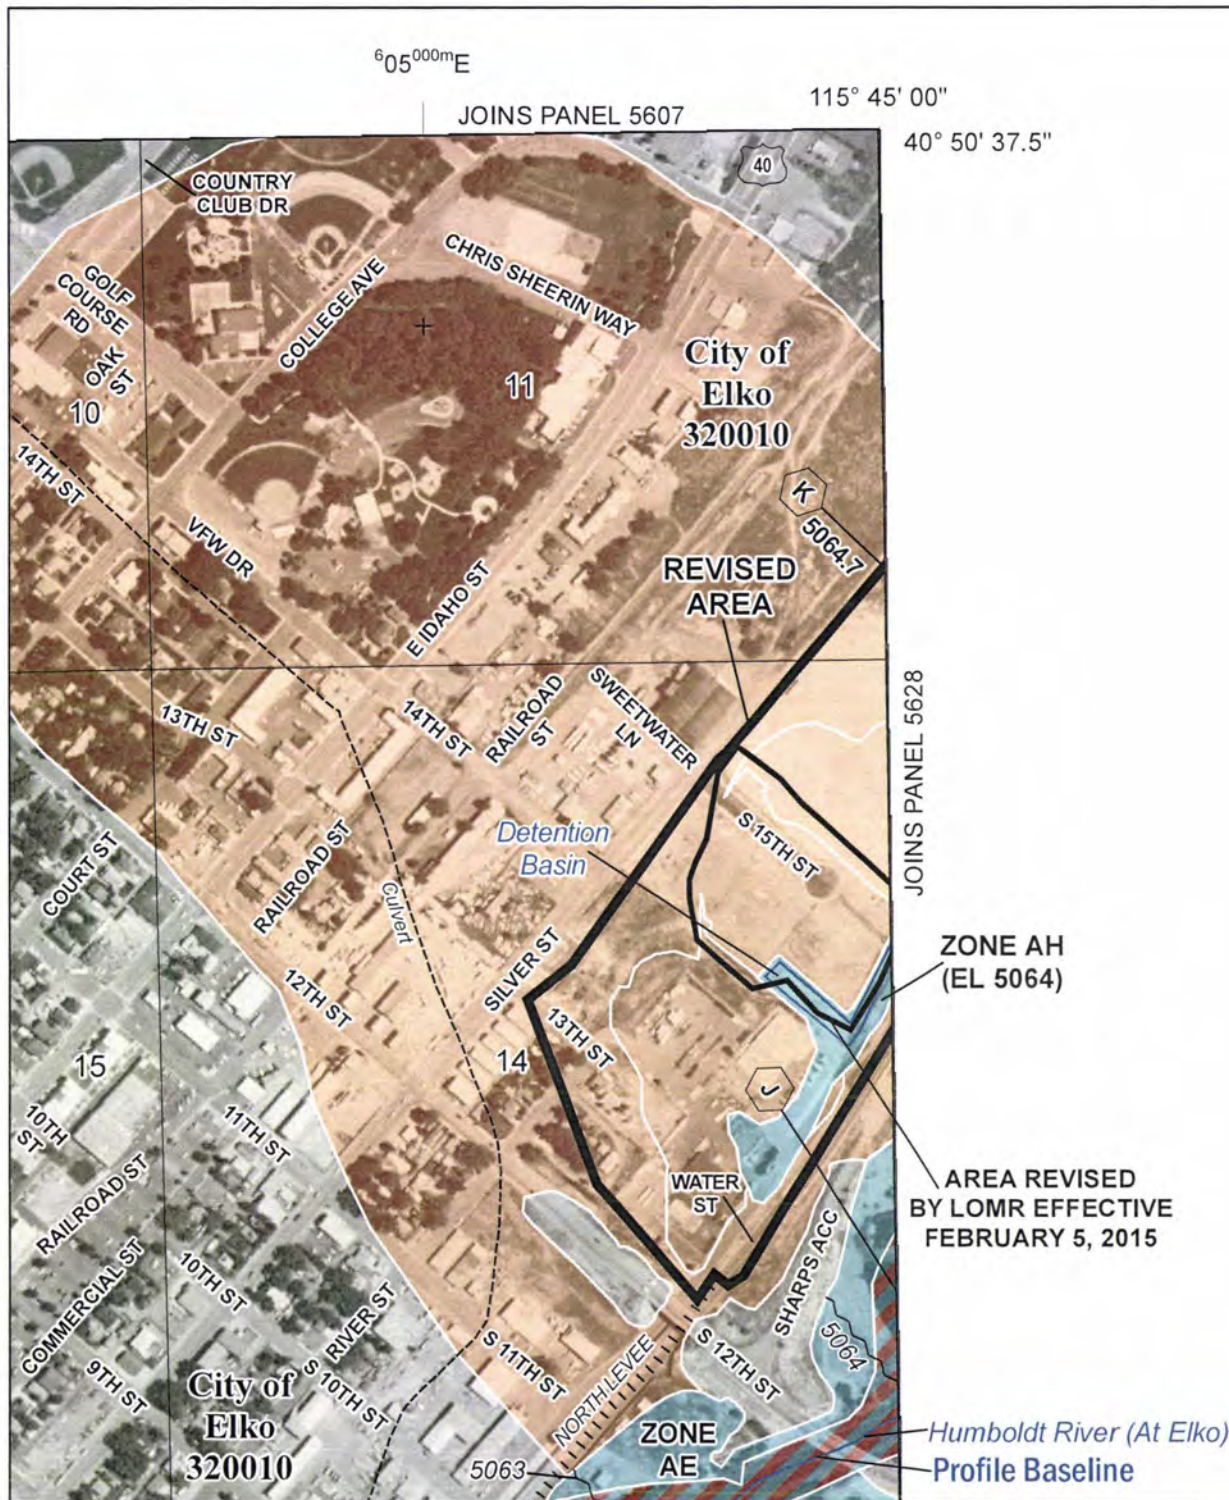 605000mE
JOINS PANEL 5607
115° 45' 00"
40° 50' 37.5"
40
COUNTRY
CLUB DR
CHRIS SHEERIN WAY
GOLF
COURSE
RD
COLLEGE AVE
OAK
ST
10
11
City of
Elko
320010
14TH ST
VFW DR
K
5064.7
REVISED
AREA
E IDAHO ST
13TH ST
14TH ST
RAILROAD
ST
SWEETWATER
LN
JOINS PANEL 5628
Detention
Basin
S 15TH ST
COURT ST
RAILROAD ST
Culvert
ZONE AH
(EL 5064)
12TH ST
SILVER ST
13TH ST
14
15
J
10TH
ST
11TH ST
WATER
ST
AREA REVISED
BY LOMR EFFECTIVE
FEBRUARY 5, 2015
RAILROAD ST
COMMERCIAL ST
10TH ST
RIVER ST
SHARPS ACC
5064
9TH ST
S 10TH ST
S 11TH ST
NORTH LEVEE
S 12TH ST
City of
Elko
320010
ZONE
AE
5063
Humboldt River (At Elko)
Profile Baseline